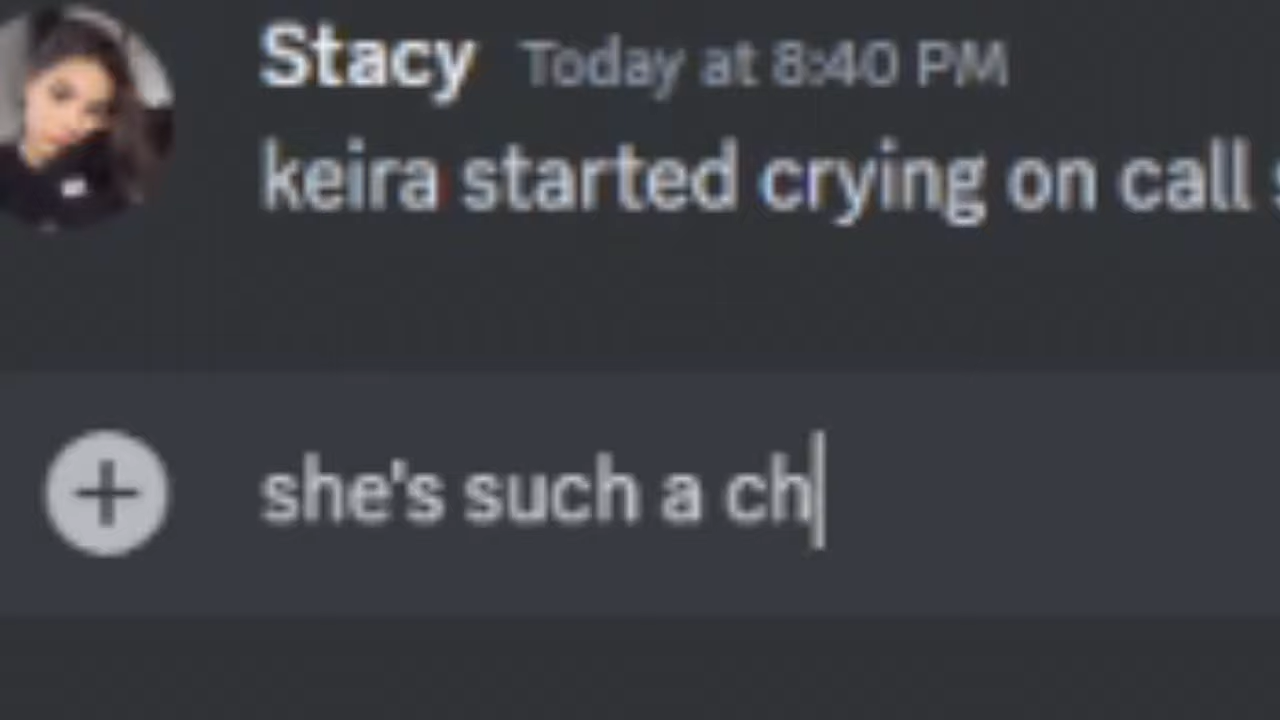 Stacy Today at 8:40 PM
keira started crying on call
she's such a ch